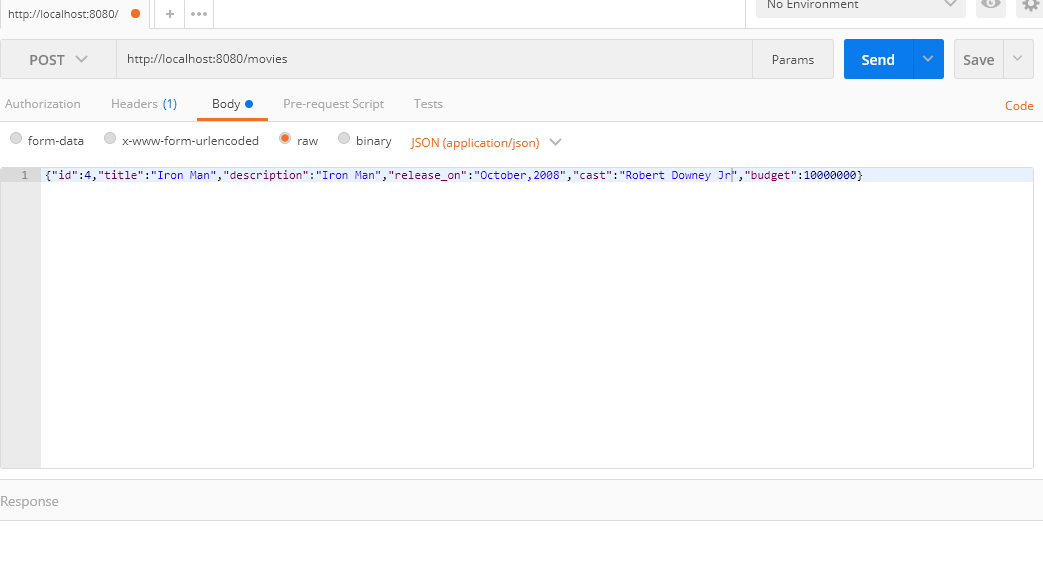 http://localhost:8080/ + ••• No Environment
POST http://localhost:8080/movies Params Send Save
Authorization Headers (1) Body Pre-request Script Tests Code
form-data x-www-form-urlencoded raw binary JSON (application/json)
1 {"id":4,"title":"Iron Man","description":"Iron Man","release_on":"October,2008","cast":"Robert Downey Jr","budget":10000000}
Response